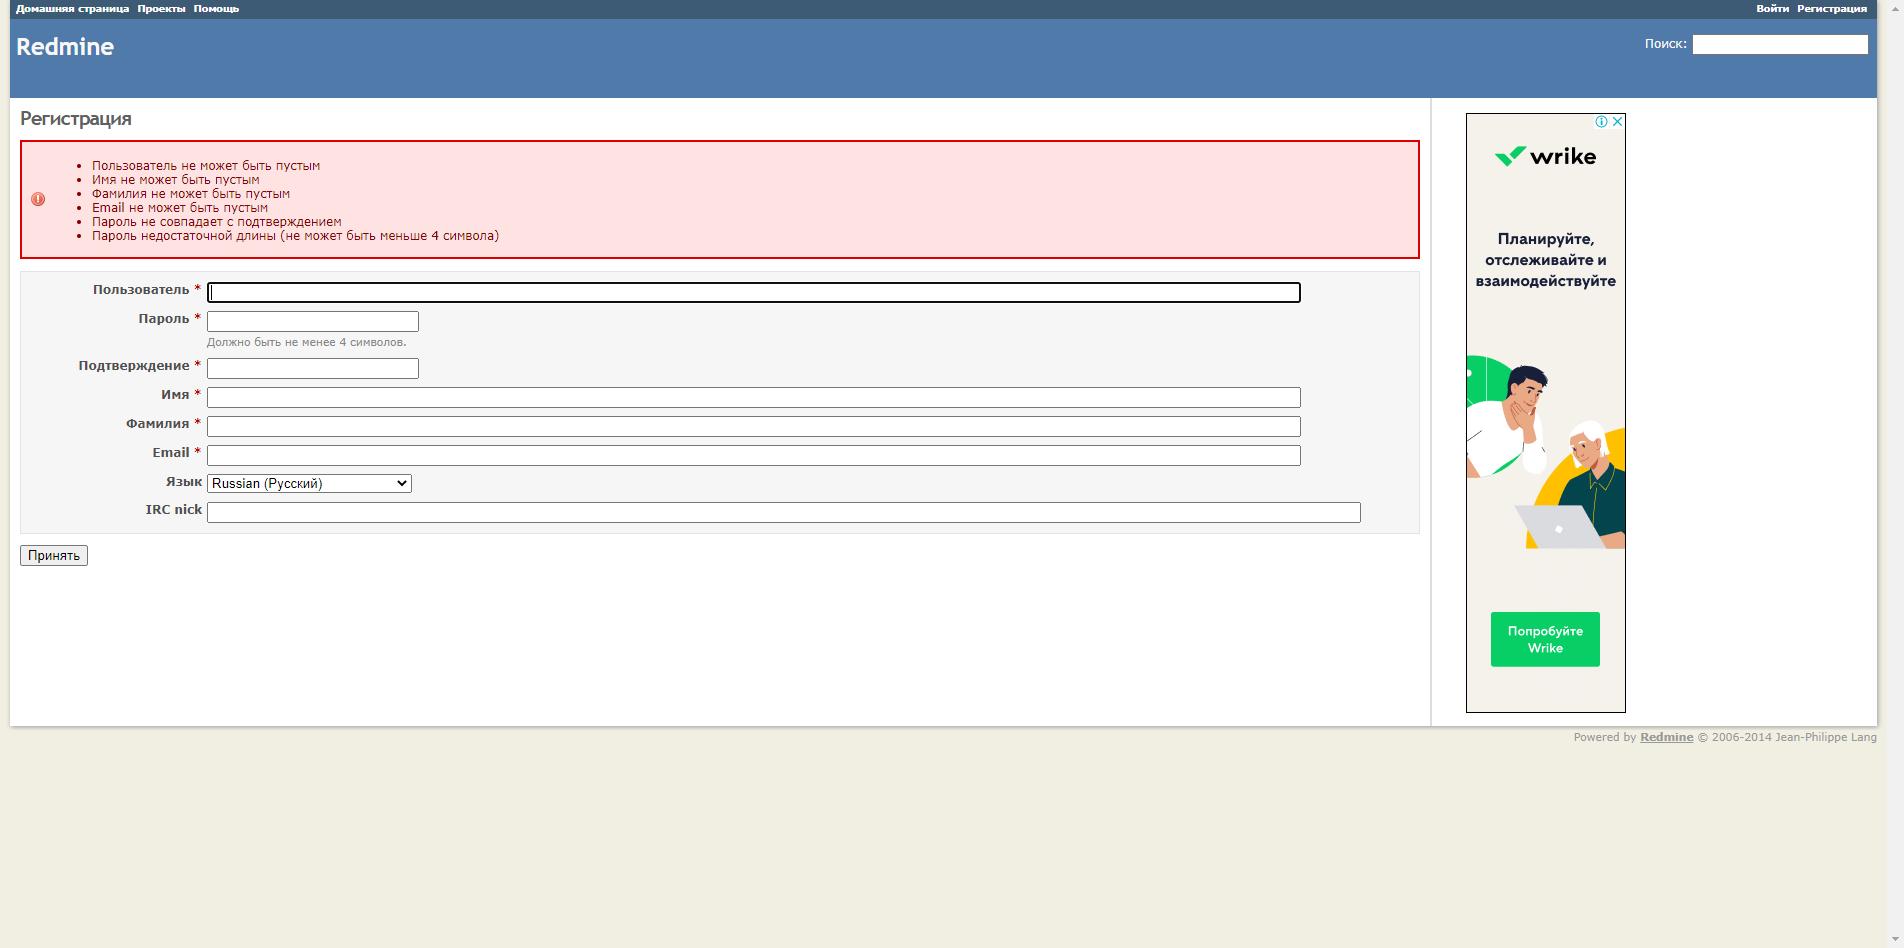 Домашняя страница Проекты Помощь
Войти Регистрация
Redmine
Поиск:
Регистрация
Пользователь не может быть пустым
Имя не может быть пустым
Фамилия не может быть пустым
Email не может быть пустым
Пароль не совпадает с подтверждением
Пароль недостаточной длины (не может быть меньше 4 символа)
Пользователь *
Пароль *
Должно быть не менее 4 символов.
Подтверждение *
Имя *
Фамилия *
Email *
Язык Russian (Русский)
IRC nick
Принять
wrike
Планируйте,
отслеживайте и
взаимодействуйте
Попробуйте
Wrike
Powered by Redmine © 2006-2014 Jean-Philippe Lang